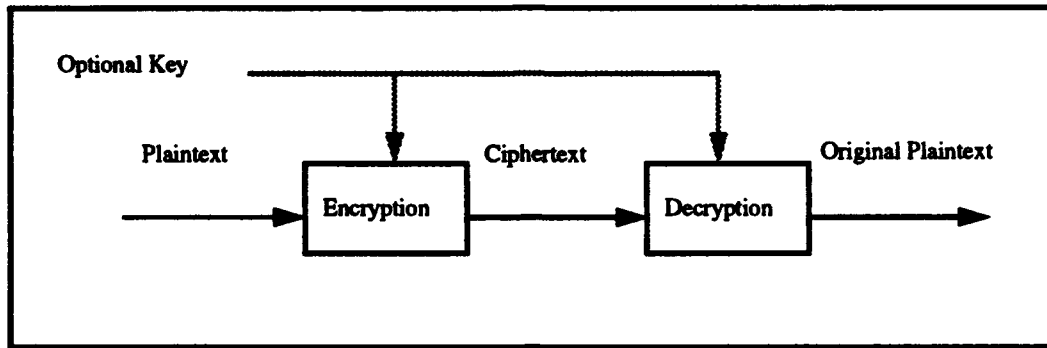 Optional Key
Plaintext
Ciphertext
Original Plaintext
Encryption
Decryption